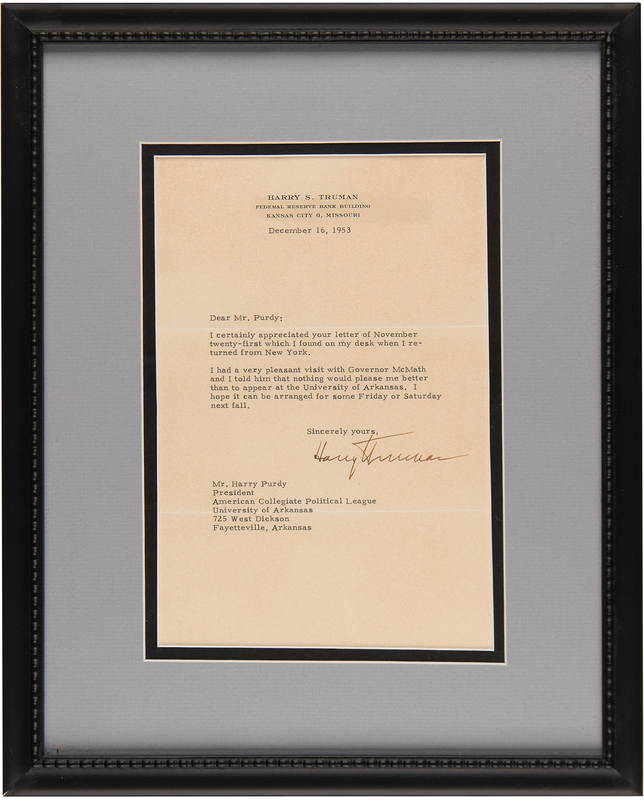 HARRY S. TRUMAN
FEDERAL RESERVE BANK BUILDING
KANSAS CITY 6, MISSOURI
December 16, 1953
Dear Mr. Purdy:
I certainly appreciated your letter of November
twenty-first which I found on my desk when I re-
turned from New York.
I had a very pleasant visit with Governor McMath
and I told him that nothing would please me better
than to appear at the University of Arkansas. I
hope it can be arranged for some Friday or Saturday
next fall.
Sincerely yours,
Harry Truman
Mr. Harry Purdy
President
American Collegiate Political League
University of Arkansas
725 West Dickson
Fayetteville, Arkansas